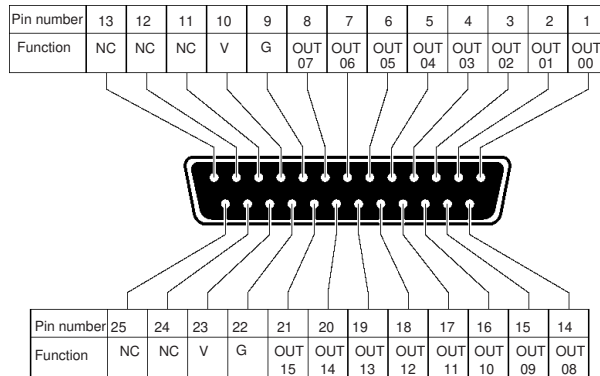 Pin number 13 12 11 10 9 8 7 6 5 4 3 2 1
Function NC NC NC V G OUT 07 OUT 06 OUT 05 OUT 04 OUT 03 OUT 02 OUT 01 OUT 00
Pin number 25 24 23 22 21 20 19 18 17 16 15 14
Function NC NC V G OUT 15 OUT 14 OUT 13 OUT 12 OUT 11 OUT 10 OUT 09 OUT 08